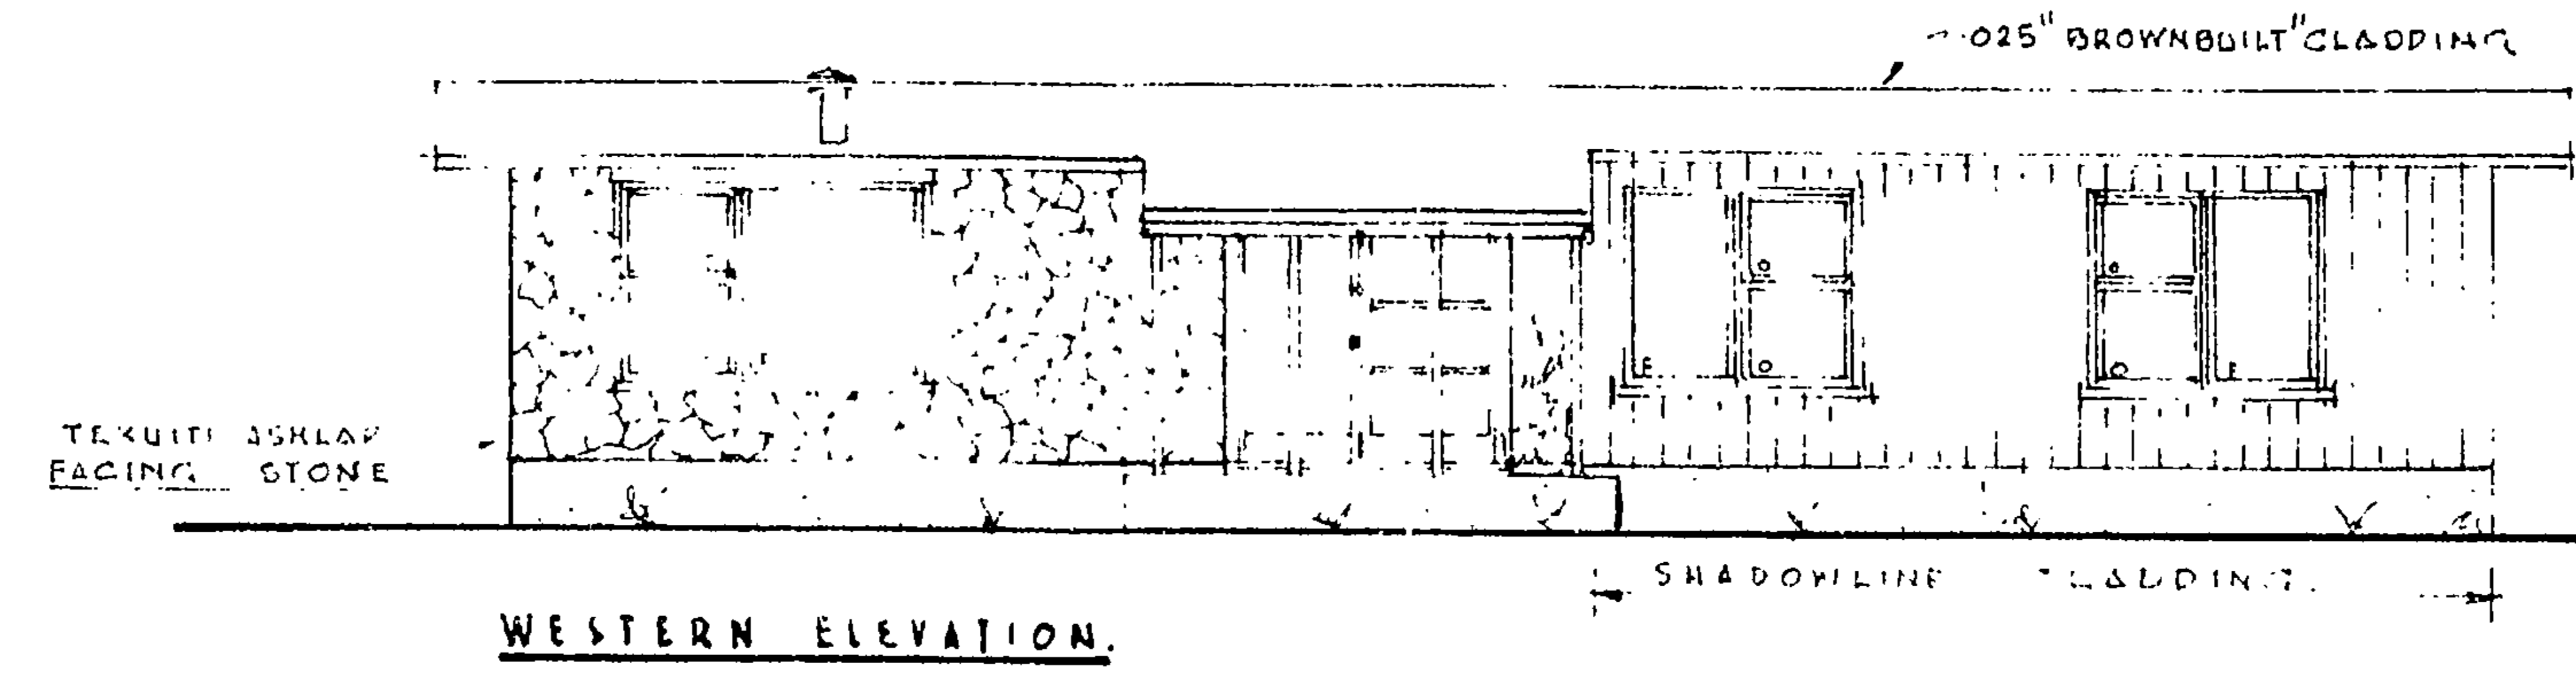 .025" BROWNBUILT" CLADDING
TEKUITI ASHLAR
FACING STONE
SHADOWLINE CLADDING.
WESTERN ELEVATION.
O
O
F
O
O
F